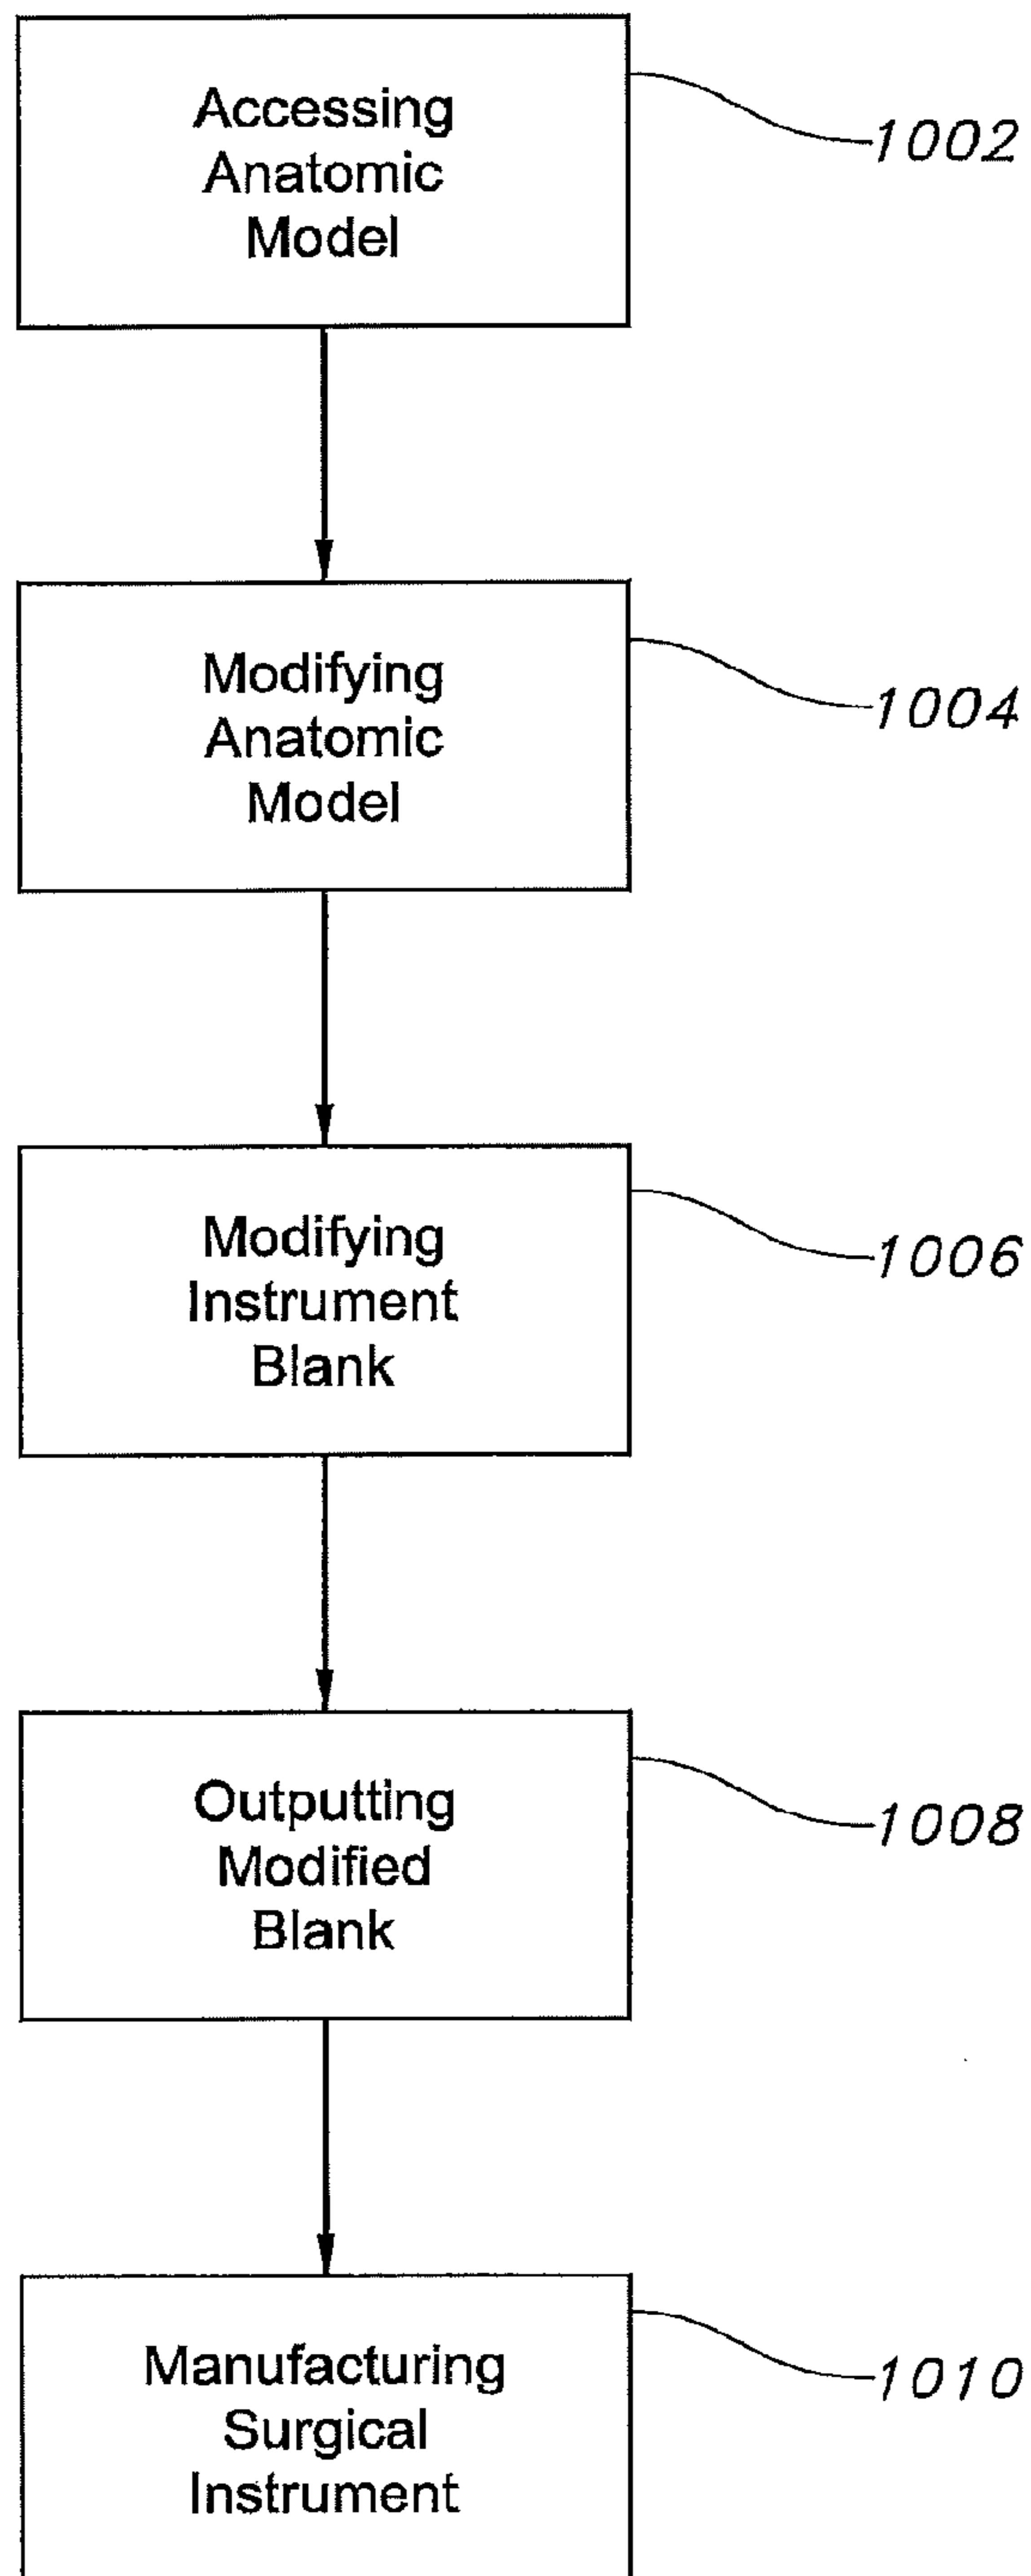 Accessing
Anatomic
Model
1002
Modifying
Anatomic
Model
1004
Modifying
Instrument
Blank
1006
Outputting
Modified
Blank
1008
Manufacturing
Surgical
Instrument
1010